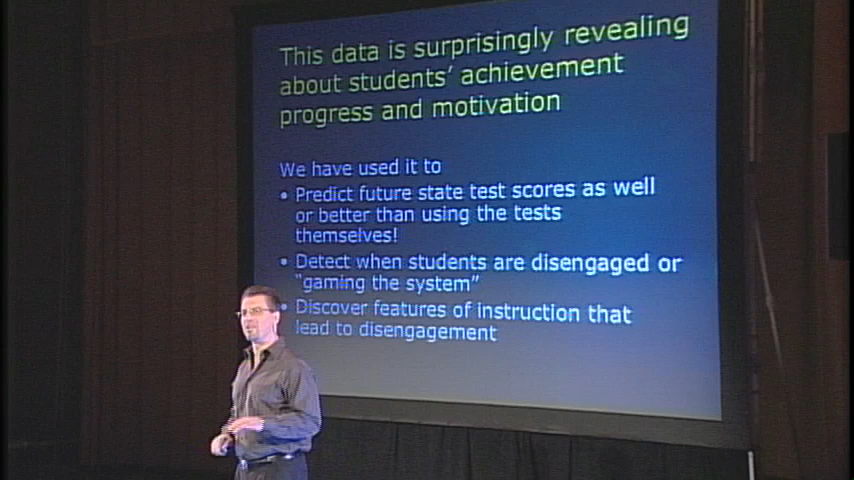 This data is surprisingly revealing
about students' achievement
progress and motivation
We have used it to
• Predict future state test scores as well
or better than using the tests
themselves!
• Detect when students are disengaged or
"gaming the system"
• Discover features of instruction that
lead to disengagement